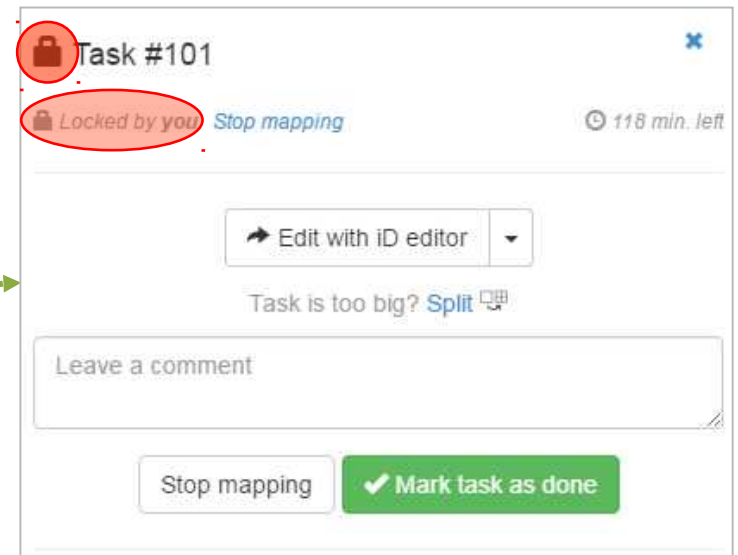 Task #101
Locked by you Stop mapping 118 min. left
Edit with iD editor
Task is too big? Split
Leave a comment
Stop mapping Mark task as done